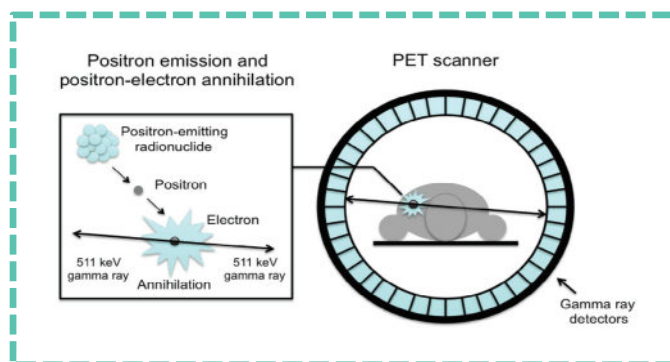 Positron emission and
positron-electron annihilation
PET scanner
Positron-emitting
radionuclide
Positron
Electron
511 keV
gamma ray
Annihilation
511 keV
gamma ray
Gamma ray
detectors